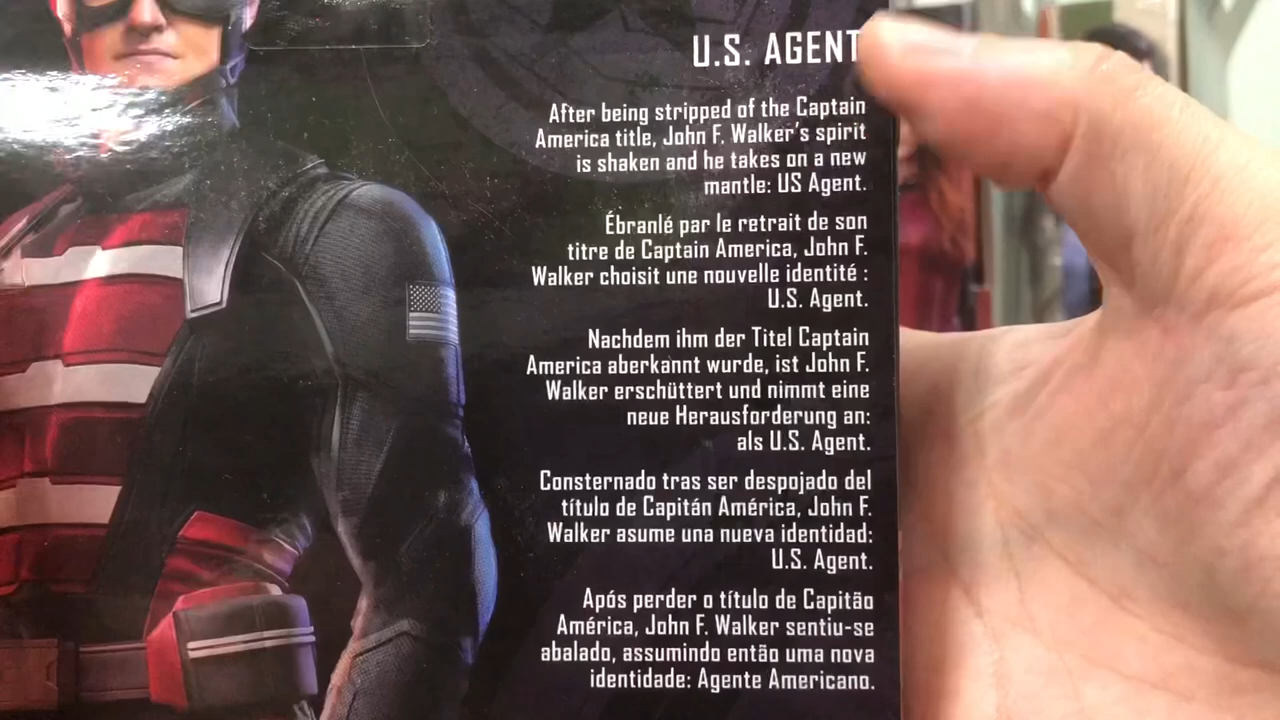 U.S. AGENT
After being stripped of the Captain
America title, John F. Walker's spirit
is shaken and he takes on a new
mantle: US Agent.
Ébranlé par le retrait de son
titre de Captain America, John F.
Walker choisit une nouvelle identité :
U.S. Agent.
Nachdem ihm der Titel Captain
America aberkannt wurde, ist John F.
Walker erschüttert und nimmt eine
neue Herausforderung an:
als U.S. Agent.
Consternado tras ser despojado del
título de Capitán América, John F.
Walker asume una nueva identidad:
U.S. Agent.
Após perder o título de Capitão
América, John F. Walker sentiu-se
abalado, assumindo então uma nova
identidade: Agente Americano.